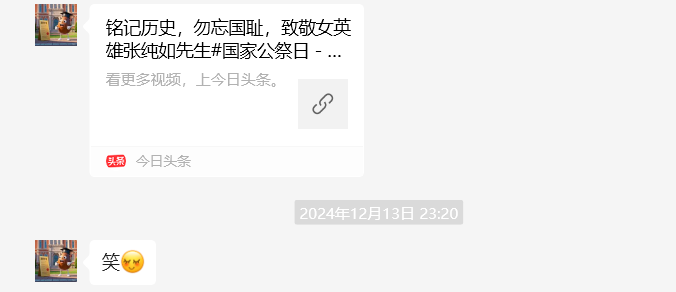 铭记历史，勿忘国耻，致敬女英
雄张纯如先生#国家公祭日 - ...
看更多视频，上今日头条。
头条 今日头条
2024年12月13日 23:20
笑